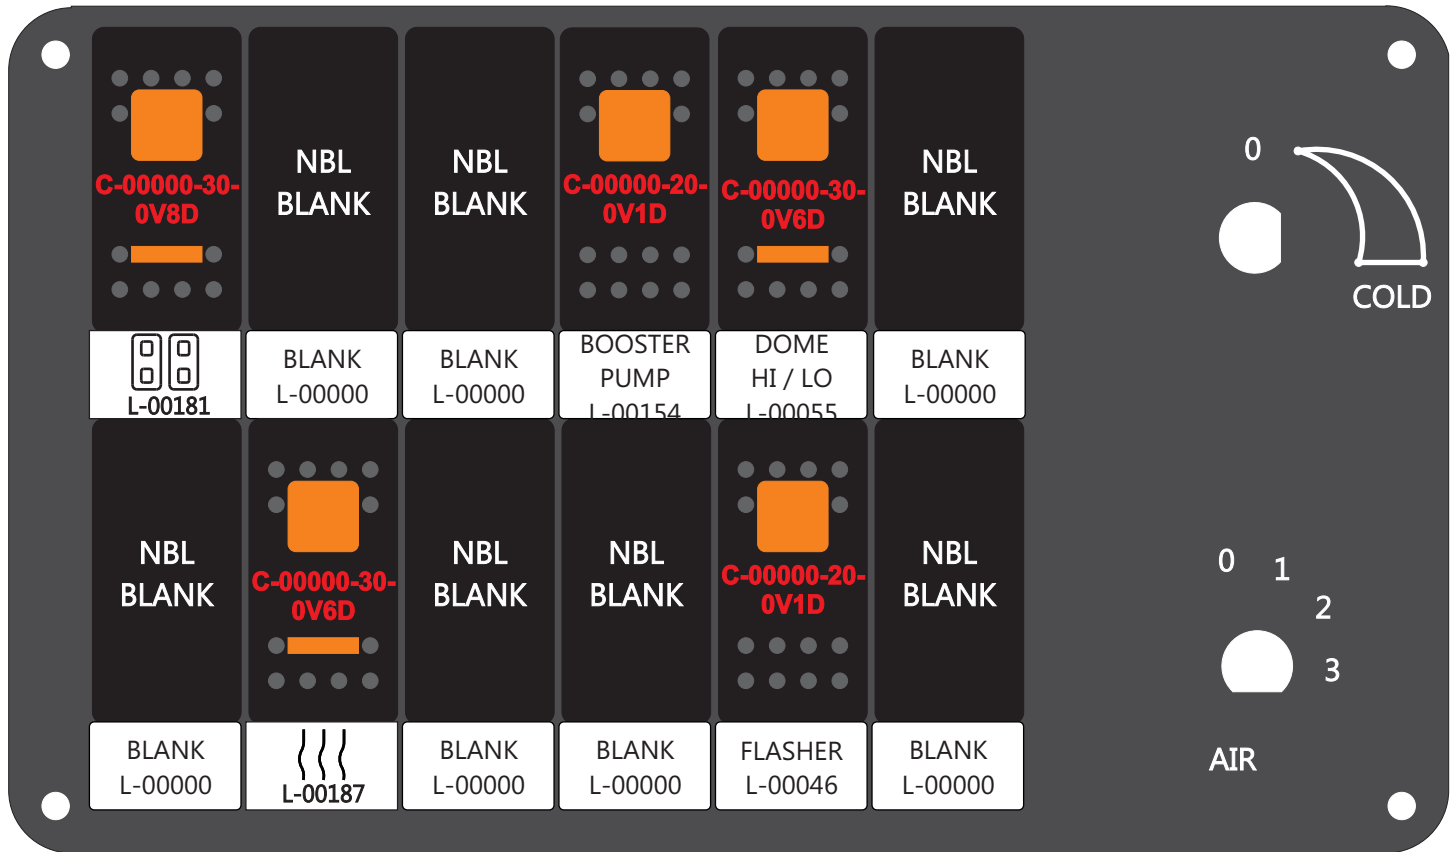 C-00000-30-
0V8D
NBL
BLANK
NBL
BLANK
C-00000-20-
0V1D
C-00000-30-
0V6D
NBL
BLANK
0
COLD
L-00181
BLANK
L-00000
BLANK
L-00000
BOOSTER
PUMP
L-00154
DOME
HI / LO
L-00055
BLANK
L-00000
NBL
BLANK
C-00000-30-
0V6D
NBL
BLANK
NBL
BLANK
C-00000-20-
0V1D
NBL
BLANK
0
1
2
3
AIR
BLANK
L-00000
L-00187
BLANK
L-00000
BLANK
L-00000
FLASHER
L-00046
BLANK
L-00000